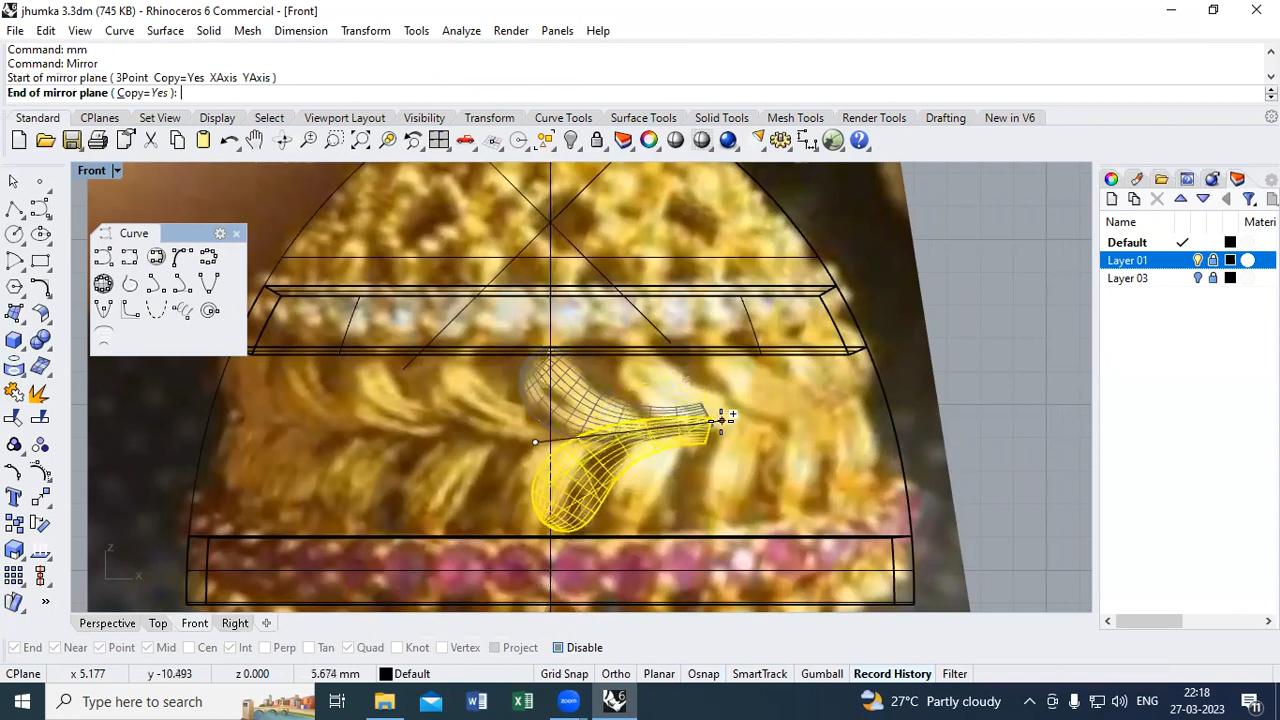 jhumka 3.3dm (745 KB) - Rhinoceros 6 Commercial - [Front]
File Edit View Curve Surface Solid Mesh Dimension Transform Tools Analyze Render Panels Help
Command: mm
Command: Mirror
Start of mirror plane ( 3Point Copy=Yes XAxis YAxis )
End of mirror plane ( Copy=Yes ):
Standard CPlanes Set View Display Select Viewport Layout Visibility Transform Curve Tools Surface Tools Solid Tools Mesh Tools Render Tools Drafting New in V6
Front
Curve
Name Materi
Default
Layer 01
Layer 03
z
x
Perspective Top Front Right
End Near Point Mid Cen Int Perp Tan Quad Knot Vertex Project Disable
CPlane x 5.177 y -10.493 z 0.000 5.674 mm Default Grid Snap Ortho Planar Osnap SmartTrack Gumball Record History Filter
Type here to search
27°C Partly cloudy
ENG
22:18
27-03-2023
11